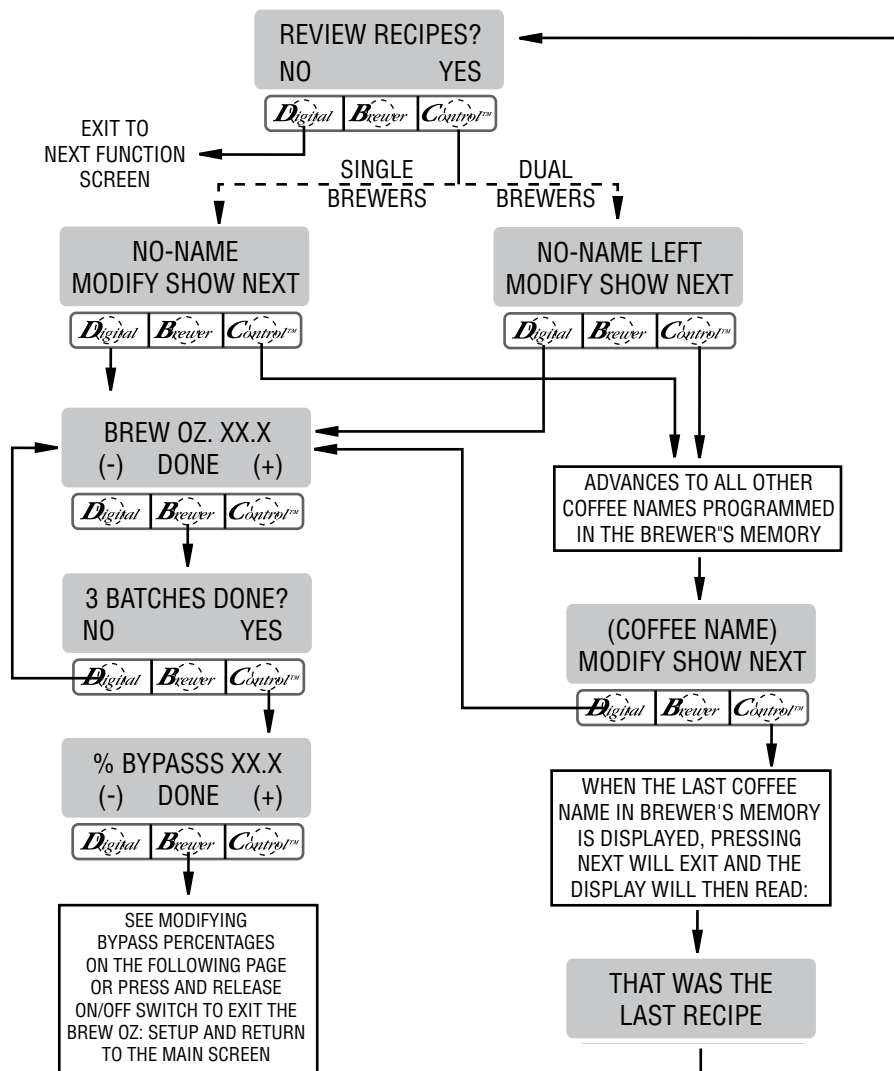 REVIEW RECIPES?
NO YES
Digital Brewer Control™
EXIT TO
NEXT FUNCTION
SCREEN
SINGLE
BREWERS
DUAL
BREWERS
NO-NAME
MODIFY SHOW NEXT
Digital Brewer Control™
NO-NAME LEFT
MODIFY SHOW NEXT
Digital Brewer Control™
BREW OZ. XX.X
(-) DONE (+)
Digital Brewer Control™
ADVANCES TO ALL OTHER
COFFEE NAMES PROGRAMMED
IN THE BREWER"S MEMORY
3 BATCHES DONE?
NO YES
Digital Brewer Control™
(COFFEE NAME)
MODIFY SHOW NEXT
Digital Brewer Control™
% BYPASSS XX.X
(-) DONE (+)
Digital Brewer Control™
WHEN THE LAST COFFEE
NAME IN BREWER'S MEMORY
IS DISPLAYED, PRESSING
NEXT WILL EXIT AND THE
DISPLAY WILL THEN READ:
SEE MODIFYING
BYPASS PERCENTAGES
ON THE FOLLOWING PAGE
OR PRESS AND RELEASE
ON/OFF SWITCH TO EXIT THE
BREW OZ: SETUP AND RETURN
TO THE MAIN SCREEN
THAT WAS THE
LAST RECIPE